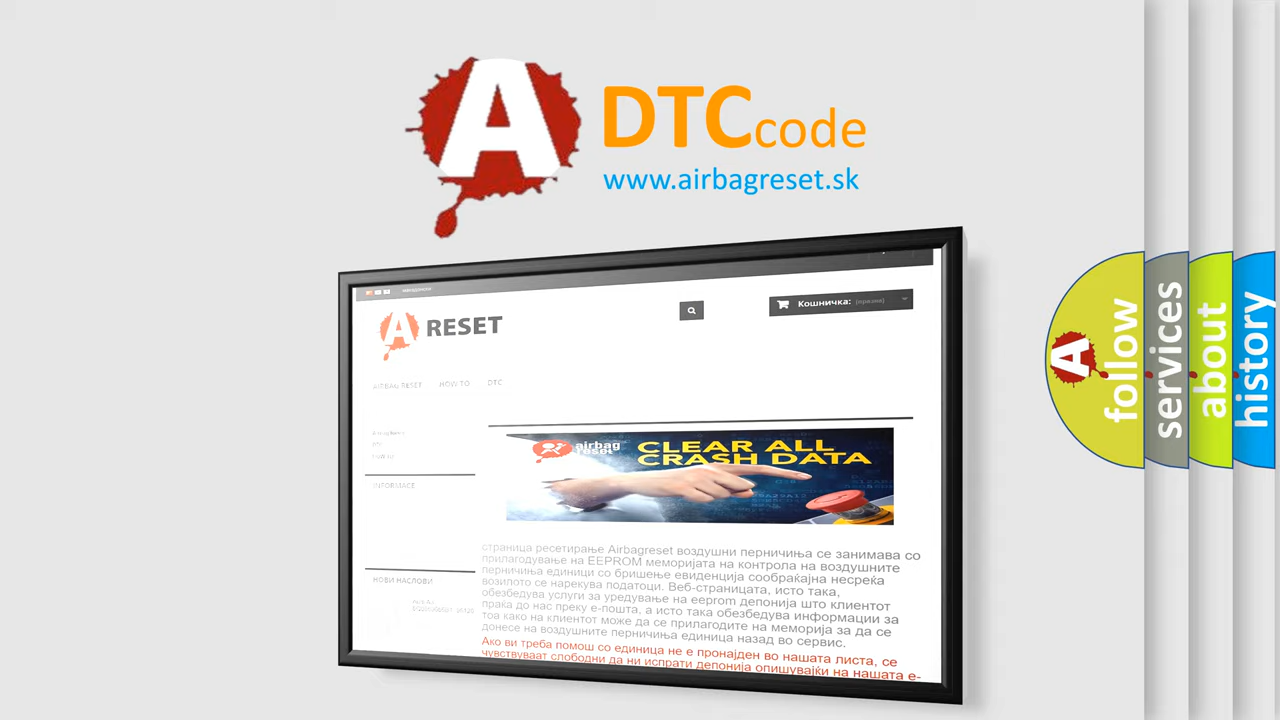 A DTC code
www.airbagreset.sk
Кошничка: (празна)
A RESET
AIRBAG RESET HOW TO DTC
airbag
reset
CLEAR ALL
CRASH DATA
INFORMACE
НОВИ НАСЛОВИ
страница ресетирање Airbagreset воздушни перничиња се занимава со
прилагодување на EEPROM меморијата на контрола на воздушните
перничиња единици со бришење евиденција сообраќајна несреќа
возилото се нарекува податоци. Веб-страницата, исто така,
обезбедува услуги за уредување на eeprom депонија што клиентот
праќа до нас преку е-пошта, а исто така обезбедува информации за
тоа како на клиентот може да се прилагодите на меморија за да се
донесе на воздушните перничиња единица назад во сервис.
Ако ви треба помош со единица не е пронајден во нашата листа, се
чувствуваат слободни да ни испрати депонија опишувајќи на нашата е-
A follow
services
about
history